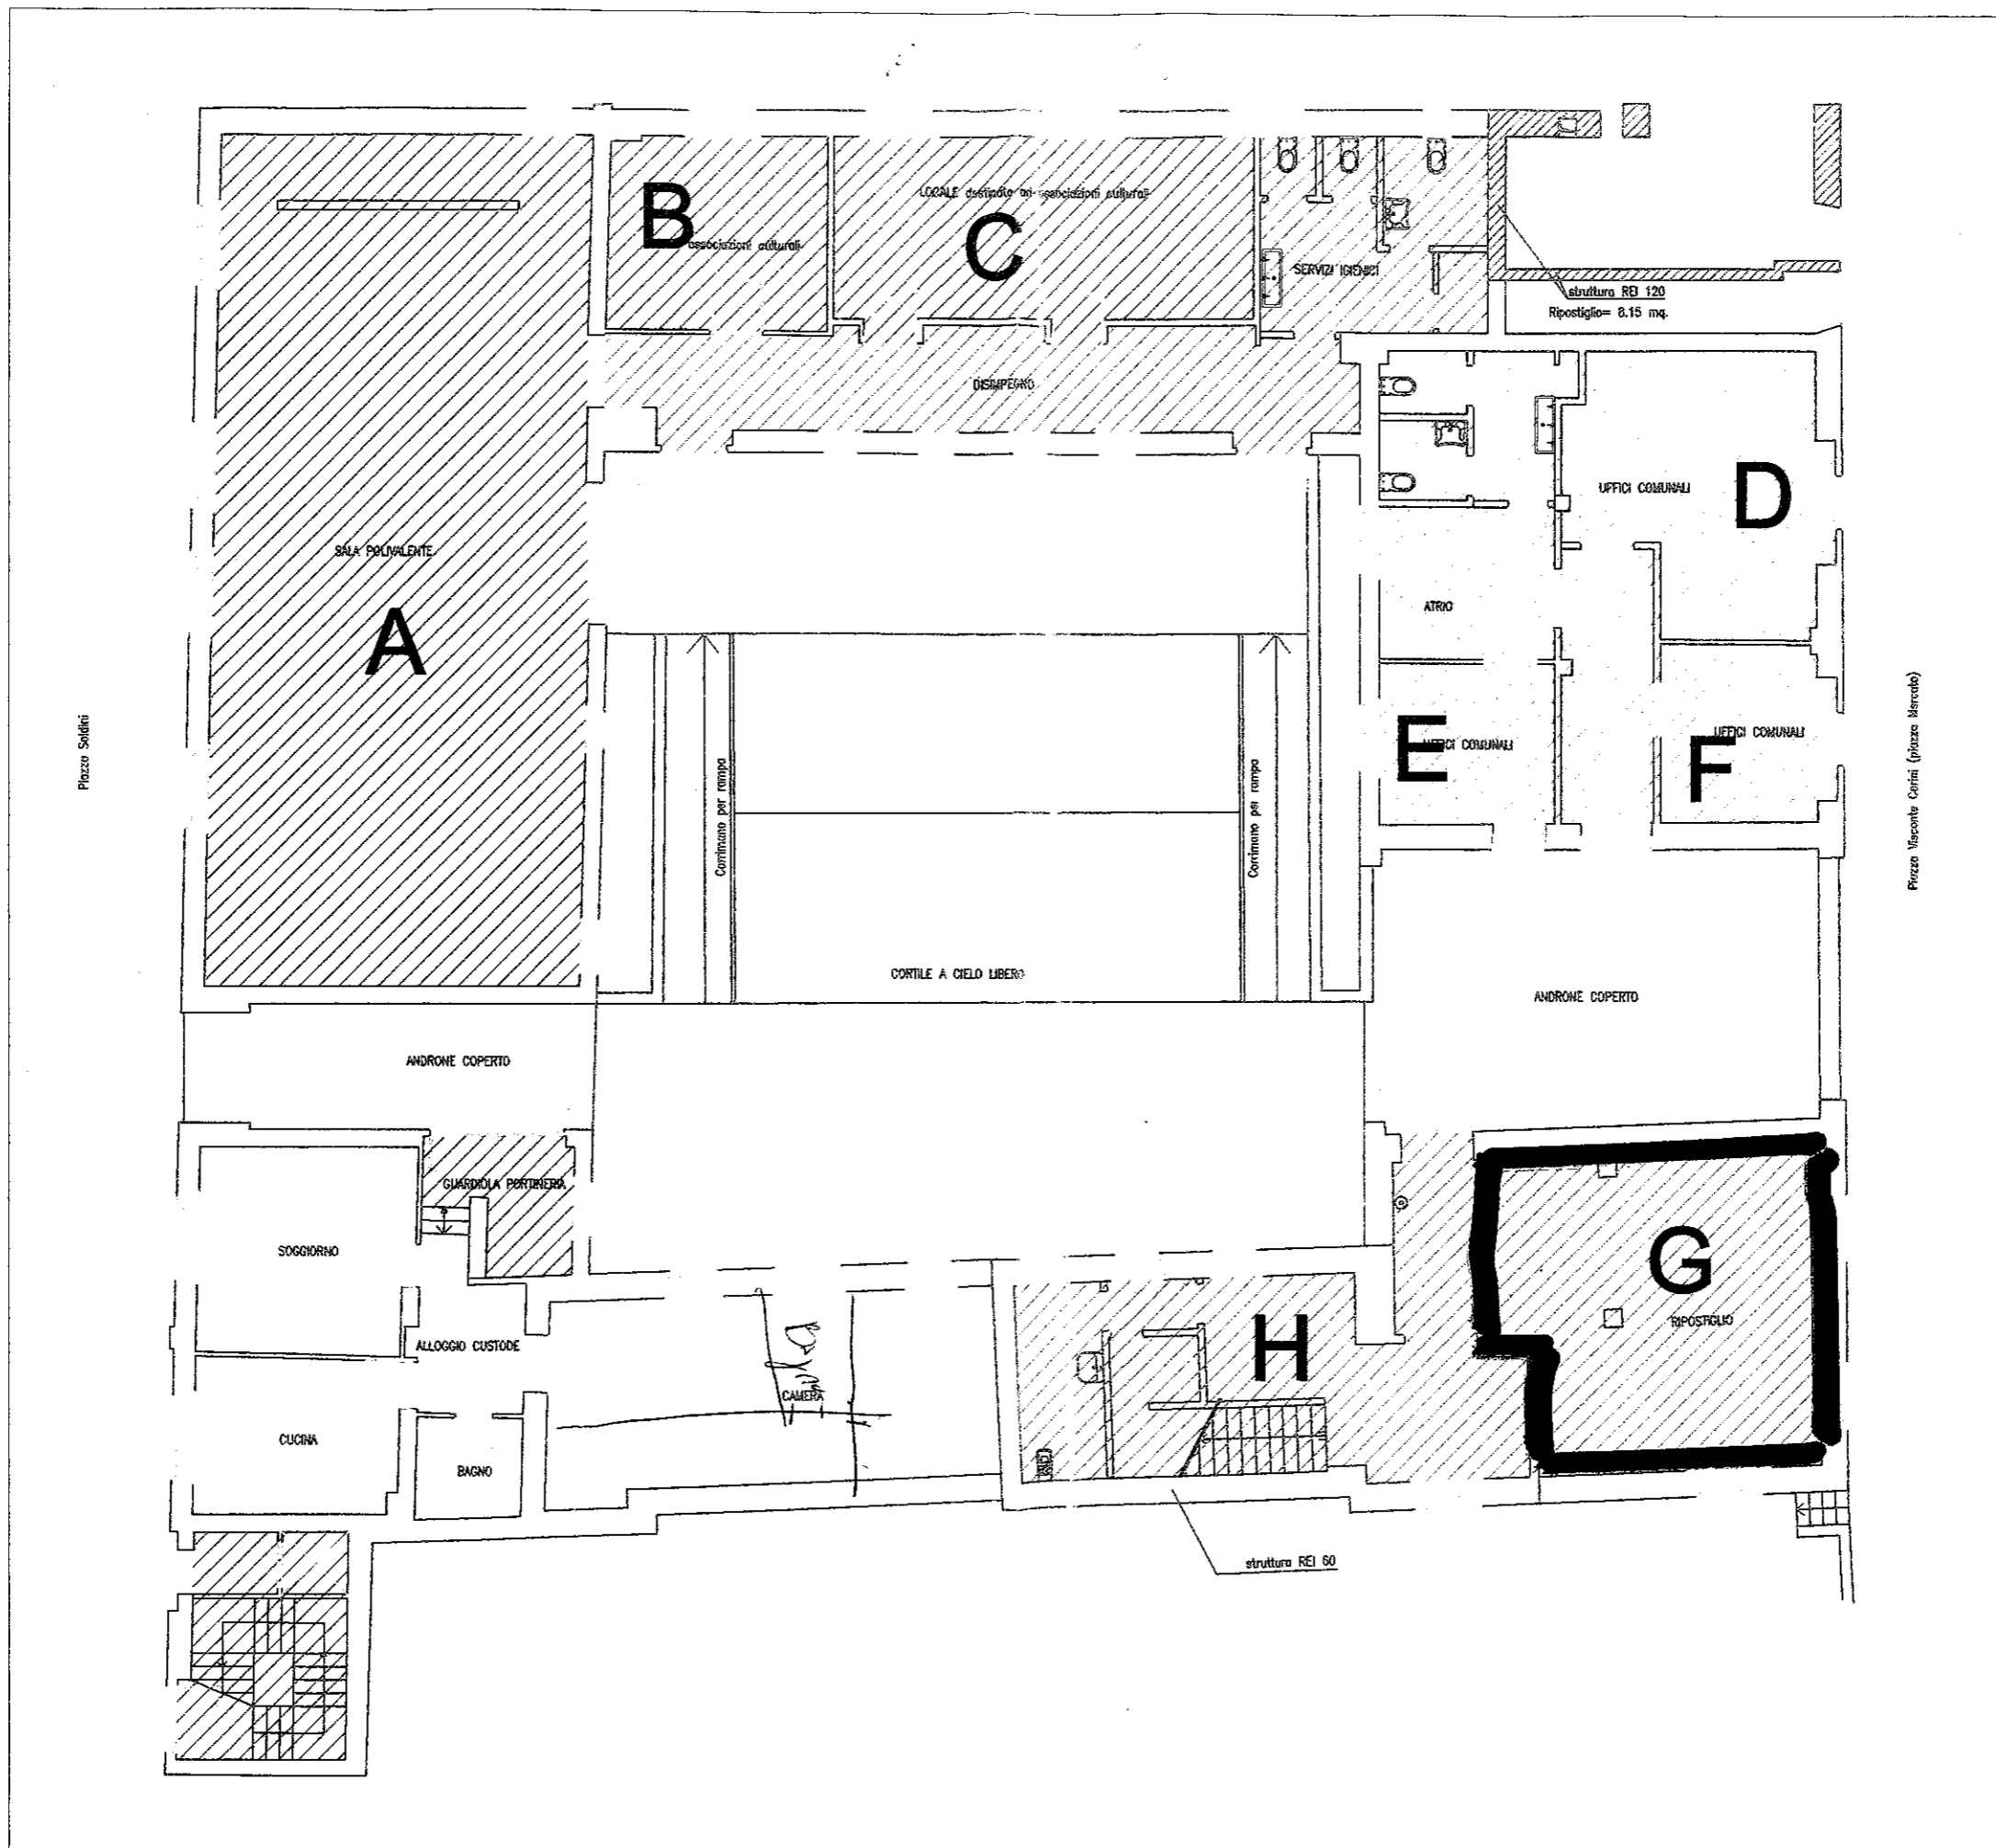 B
associazioni culturali
LOCALE destinato ad associazioni culturali
C
SERVIZI IGIENICI
struttura REI 120
Ripostiglio= 8.15 mq.
DISIMPEGNO
UFFICI COMUNALI
D
SALA POLIVALENTE
A
ATRIO
E
UFFICI COMUNALI
UFFICI COMUNALI
F
Piazza Soldini
Corrimano per rampa
Corrimano per rampa
Piazza Visconte Carini (piazza Mercato)
CORTILE A CIELO LIBERO
ANDRONE COPERTO
ANDRONE COPERTO
GUARDIOLA PORTINERIA
SOGGIORNO
G
RIPOSTIGLIO
H
ALLOGGIO CUSTODE
CAMERA
CUCINA
BAGNO
struttura REI 60